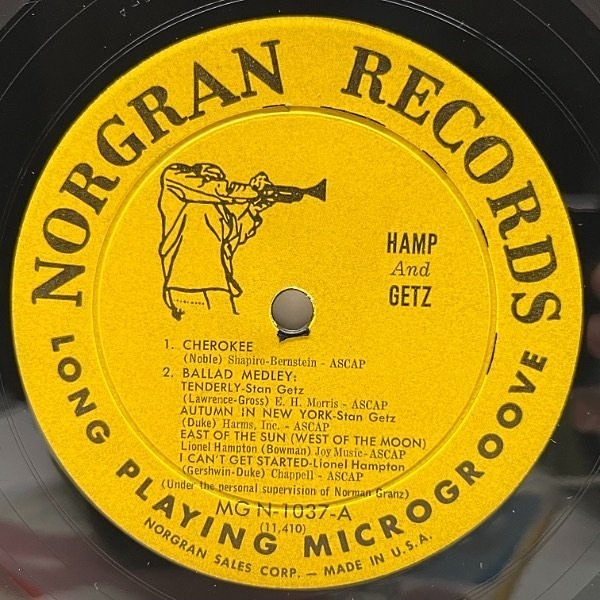 NORGRAN RECORDS
HAMP
And
GETZ
1. CHEROKEE
(Noble) Shapiro-Bernstein - ASCAP
2. BALLAD MEDLEY:
TENDERLY-Stan Getz
(Lawrence-Gross) E. H. Morris - ASCAP
AUTUMN IN NEW YORK-Stan Getz
(Duke) Harms, Inc. - ASCAP
EAST OF THE SUN (WEST OF THE MOON)
Lionel Hampton (Bowman) Joy Music-ASCAP
I CAN'T GET STARTED-Lionel Hampton
(Gershwin-Duke) Chappell - ASCAP
(Under the personal supervision of Norman Granz)
MG N-1037-A
(11,410)
LONG PLAYING MICROGROOVE
NORGRAN SALES CORP. — MADE IN U.S.A.